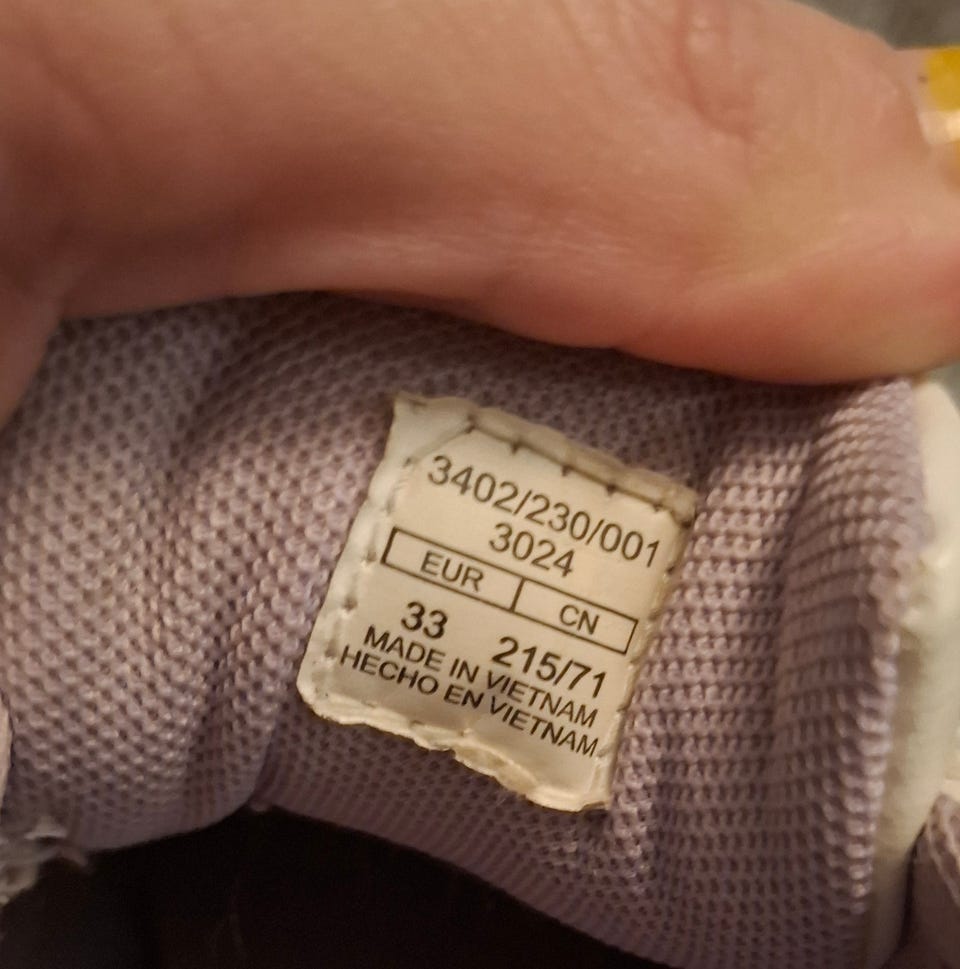 3402/230/001
3024
EUR CN
33 215/71
MADE IN VIETNAM
HECHO EN VIETNAM